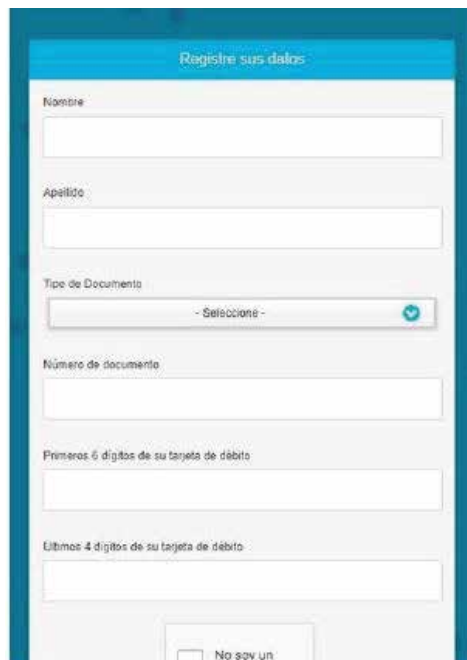 Registre sus datos
Nombre
Apellido
Tipo de Documento
- Seleccione -
Número de documento
Primeros 6 dígitos de su tarjeta de débito
Ultimos 4 dígitos de su tarjeta de débito
No soy un